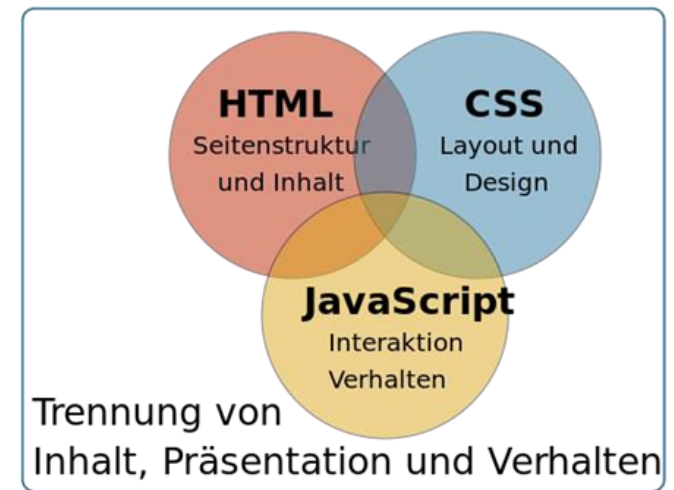 HTML
Seitenstruktur
und Inhalt
CSS
Layout und
Design
JavaScript
Interaktion
Verhalten
Trennung von
Inhalt, Präsentation und Verhalten